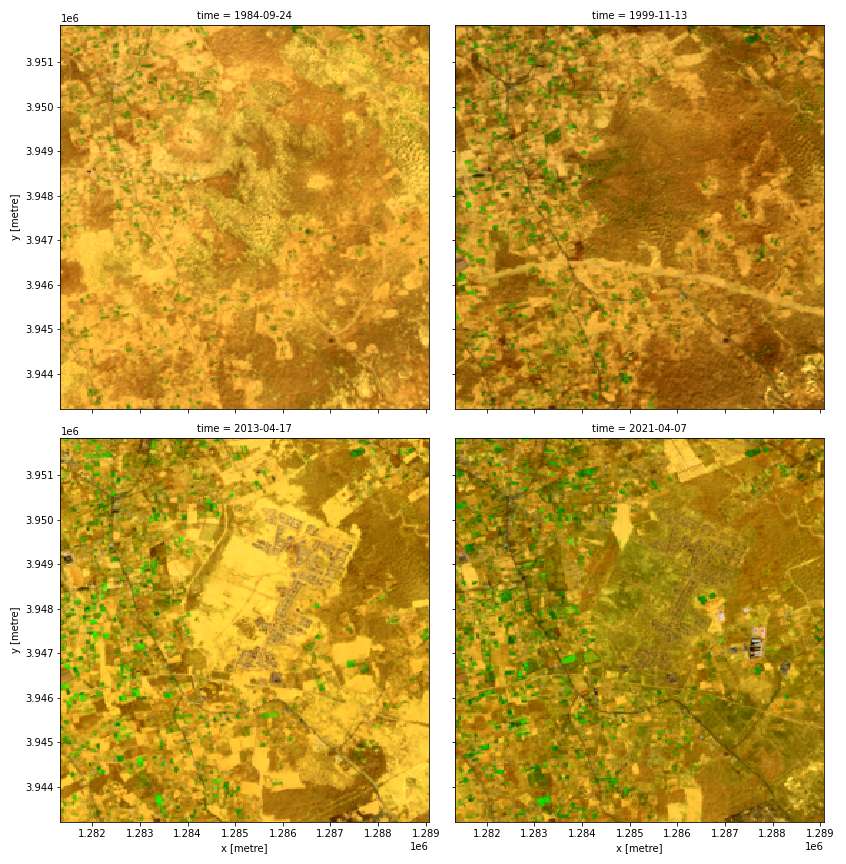 time = 1984-09-24
time = 1999-11-13
1e6
3.951
3.950
3.949
3.948
3.947
3.946
3.945
3.944
y [metre]
time = 2013-04-17
time = 2021-04-07
1e6
3.951
3.950
3.949
3.948
3.947
3.946
3.945
3.944
y [metre]
1.282 1.283 1.284 1.285 1.286 1.287 1.288 1.289
1e6
x [metre]
1.282 1.283 1.284 1.285 1.286 1.287 1.288 1.289
1e6
x [metre]